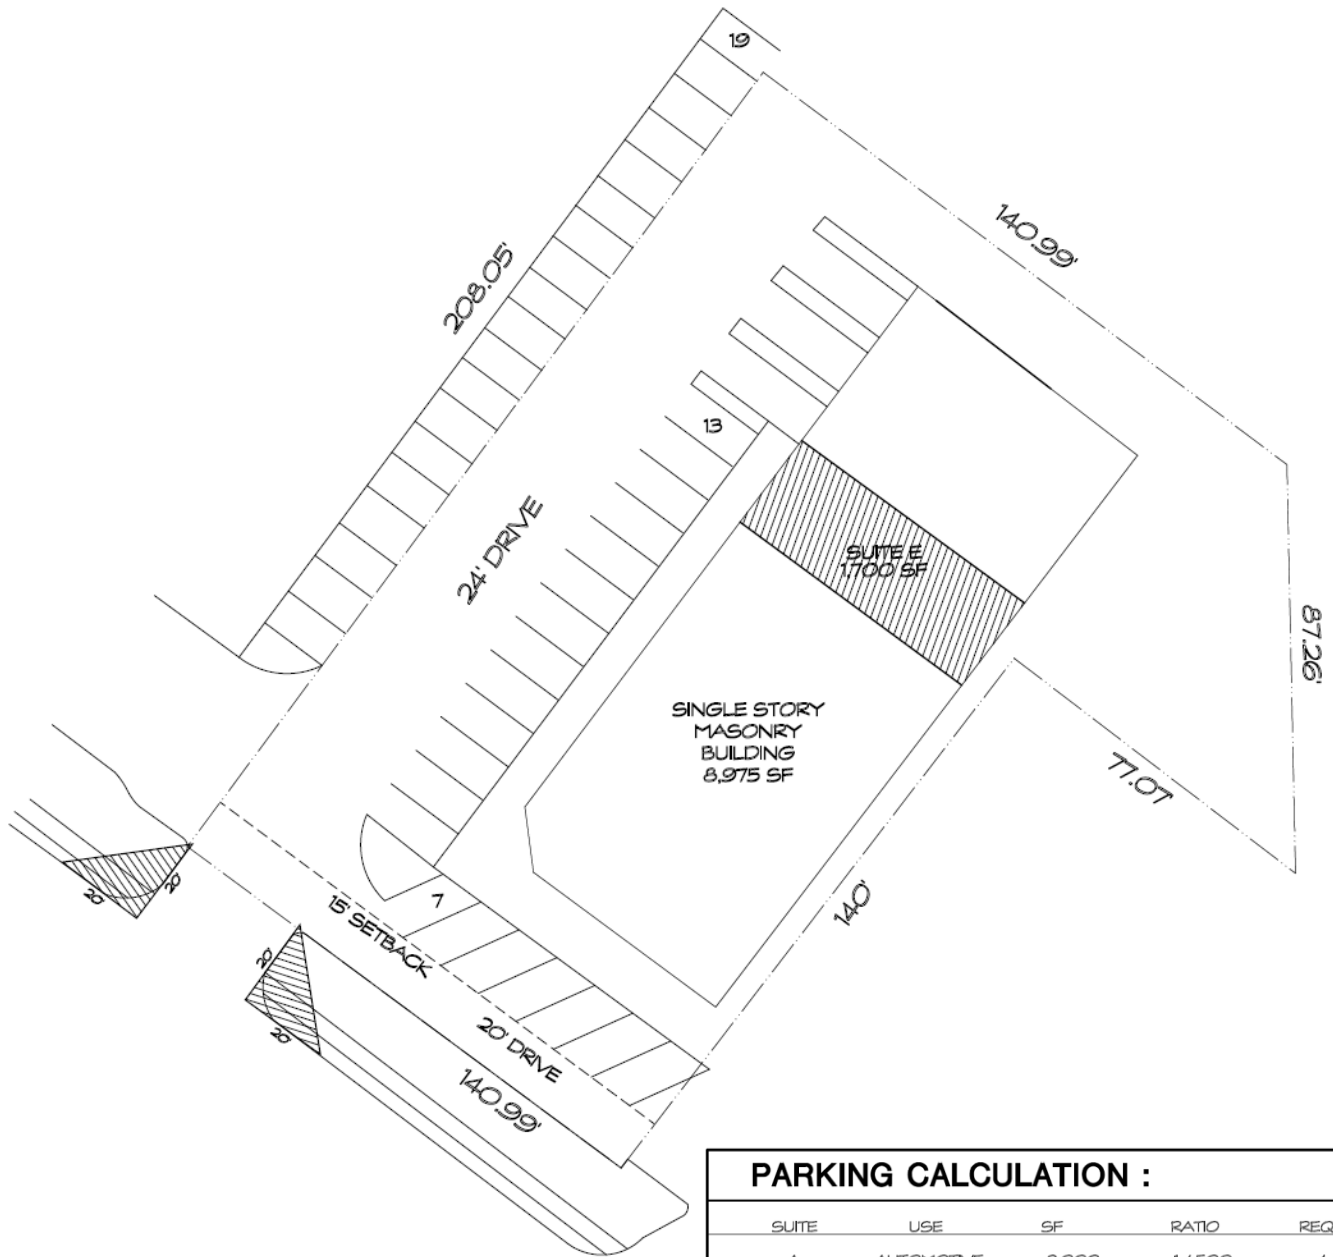 19
140.99'
208.05'
13
24' DRIVE
SUITE E
1,700 SF
87.26'
SINGLE STORY
MASONRY
BUILDING
8,975 SF
77.07'
140'
20'
20'
7
15' SETBACK
20'
20'
20' DRIVE
140.99'
PARKING CALCULATION :
SUITE USE SF RATIO REQ